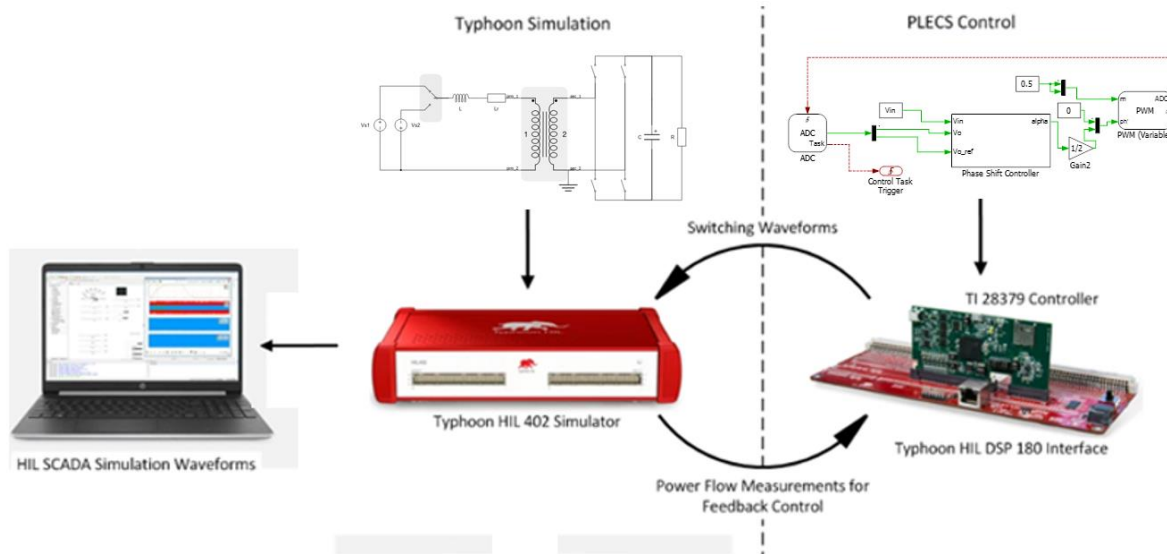 Typhoon Simulation
PLECS Control
Vs1
Vs2
L
Lr
1
2
C
R
Vin
Vin
Vo
Vo_ref
alpha
Phase Shift Controller
ADC
Task
ADC
Control Task
Trigger
0.5
0
1/2
Gain2
m
ph
ADC
PWM
PWM (Variable
Switching Waveforms
TI 28379 Controller
Typhoon HIL 402 Simulator
Typhoon HIL DSP 180 Interface
HIL SCADA Simulation Waveforms
Power Flow Measurements for
Feedback Control